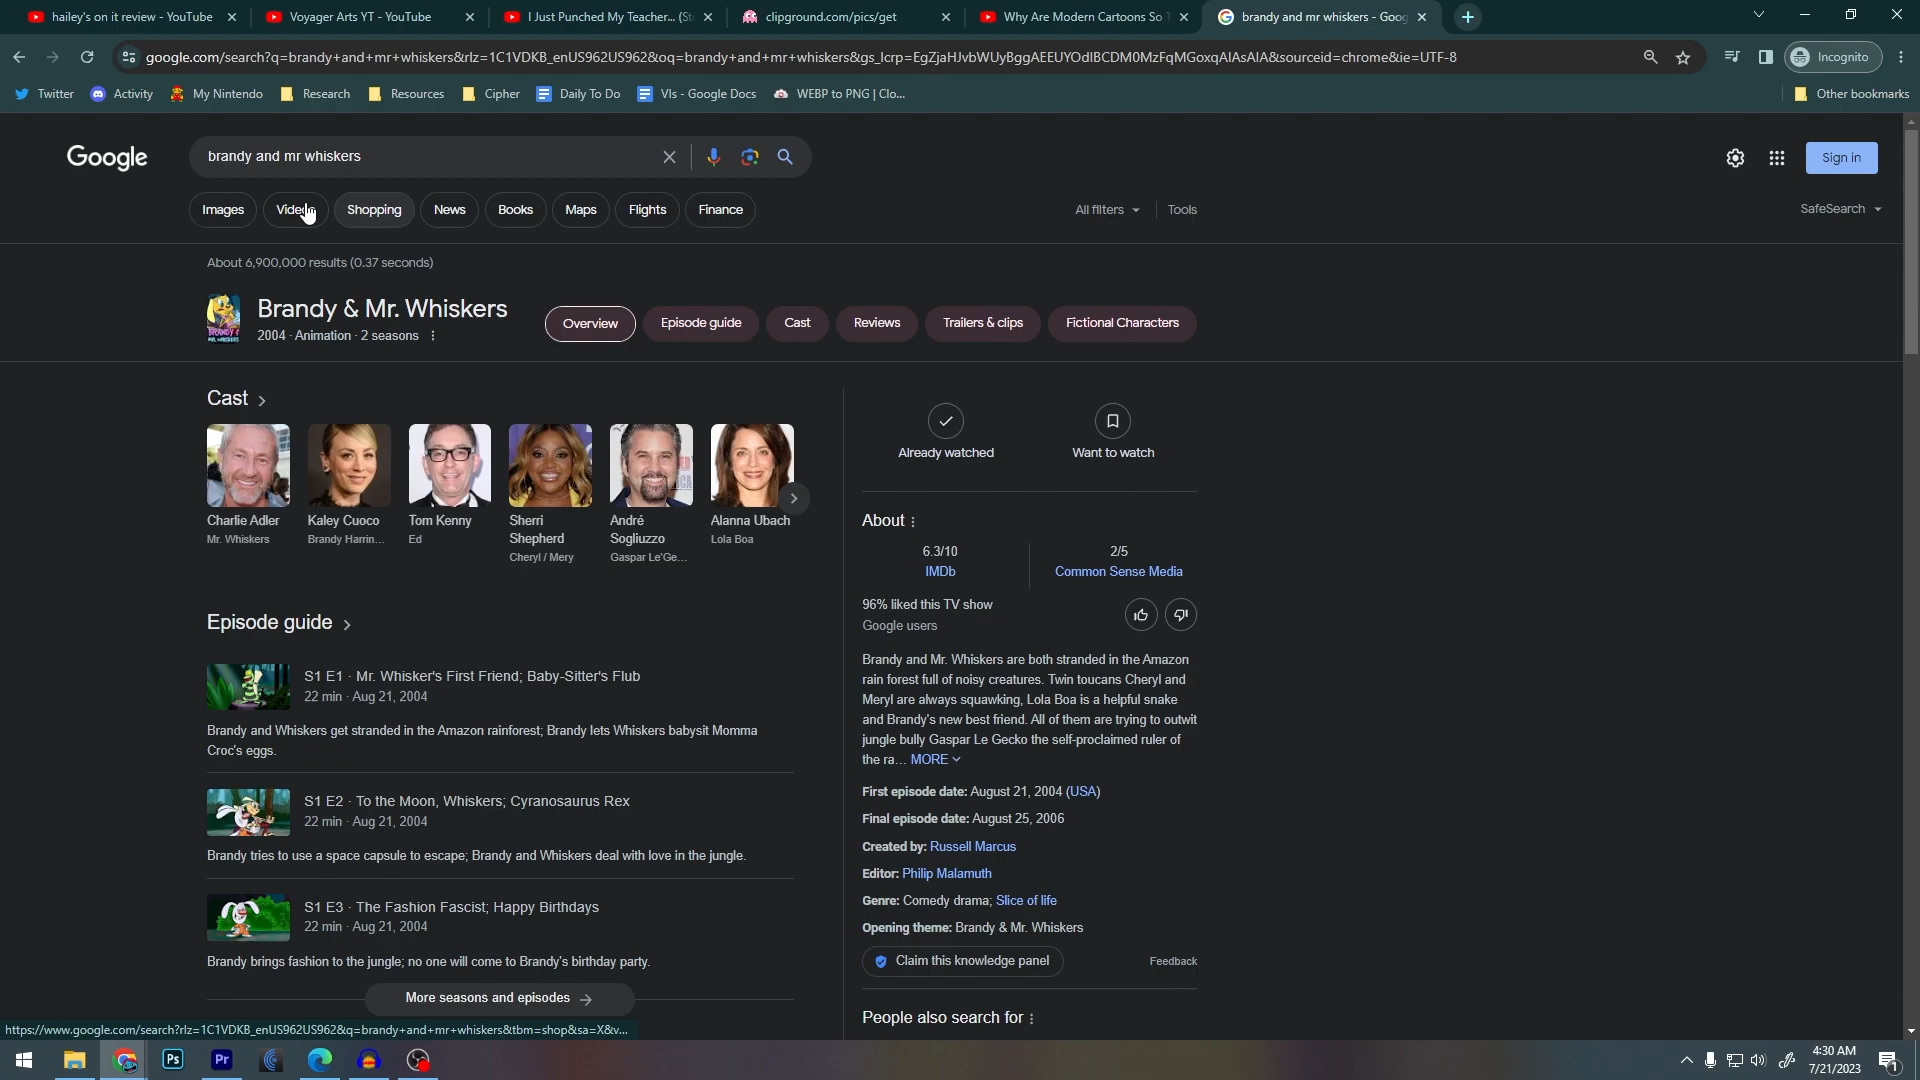 hailey's on it review - YouTube
Voyager Arts YT - YouTube
I Just Punched My Teacher... (St
clipground.com/pics/get
Why Are Modern Cartoons So T
brandy and mr whiskers - Goog
google.com/search?q=brandy+and+mr+whiskers&rlz=1C1VDKB_enUS962US962&oq=brandy+and+mr+whiskers&gs_lcrp=EgZjaHJvbWUyBggAEEUYOdIBCDM0MzFqMGoxqAIAsAIA&sourceid=chrome&ie=UTF-8
Incognito
Twitter
Activity
My Nintendo
Research
Resources
Cipher
Daily To Do
VIs - Google Docs
WEBP to PNG | Clo...
Other bookmarks
Google
brandy and mr whiskers
Sign in
Images
Videos
Shopping
News
Books
Maps
Flights
Finance
All filters
Tools
SafeSearch
About 6,900,000 results (0.37 seconds)
Brandy & Mr. Whiskers
2004 · Animation · 2 seasons
Overview
Episode guide
Cast
Reviews
Trailers & clips
Fictional Characters
Cast
Charlie Adler
Mr. Whiskers
Kaley Cuoco
Brandy Harrin...
Tom Kenny
Ed
Sherri
Shepherd
Cheryl / Mery
André
Sogliuzzo
Gaspar Le'Ge...
Alanna Ubach
Lola Boa
Episode guide
S1 E1 · Mr. Whisker's First Friend; Baby-Sitter's Flub
22 min · Aug 21, 2004
Brandy and Whiskers get stranded in the Amazon rainforest; Brandy lets Whiskers babysit Momma
Croc's eggs.
S1 E2 · To the Moon, Whiskers; Cyranosaurus Rex
22 min · Aug 21, 2004
Brandy tries to use a space capsule to escape; Brandy and Whiskers deal with love in the jungle.
S1 E3 · The Fashion Fascist; Happy Birthdays
22 min · Aug 21, 2004
Brandy brings fashion to the jungle; no one will come to Brandy's birthday party.
More seasons and episodes
Already watched
Want to watch
About
6.3/10
IMDb
2/5
Common Sense Media
96% liked this TV show
Google users
Brandy and Mr. Whiskers are both stranded in the Amazon
rain forest full of noisy creatures. Twin toucans Cheryl and
Meryl are always squawking, Lola Boa is a helpful snake
and Brandy's new best friend. All of them are trying to outwit
jungle bully Gaspar Le Gecko the self-proclaimed ruler of
the ra... MORE
First episode date: August 21, 2004 (USA)
Final episode date: August 25, 2006
Created by: Russell Marcus
Editor: Philip Malamuth
Genre: Comedy drama; Slice of life
Opening theme: Brandy & Mr. Whiskers
Claim this knowledge panel
Feedback
People also search for
https://www.google.com/search?rlz=1C1VDKB_enUS962US962&q=brandy+and+mr+whiskers&tbm=shop&sa=X&v...
Ps
Pr
4:30 AM
7/21/2023
1